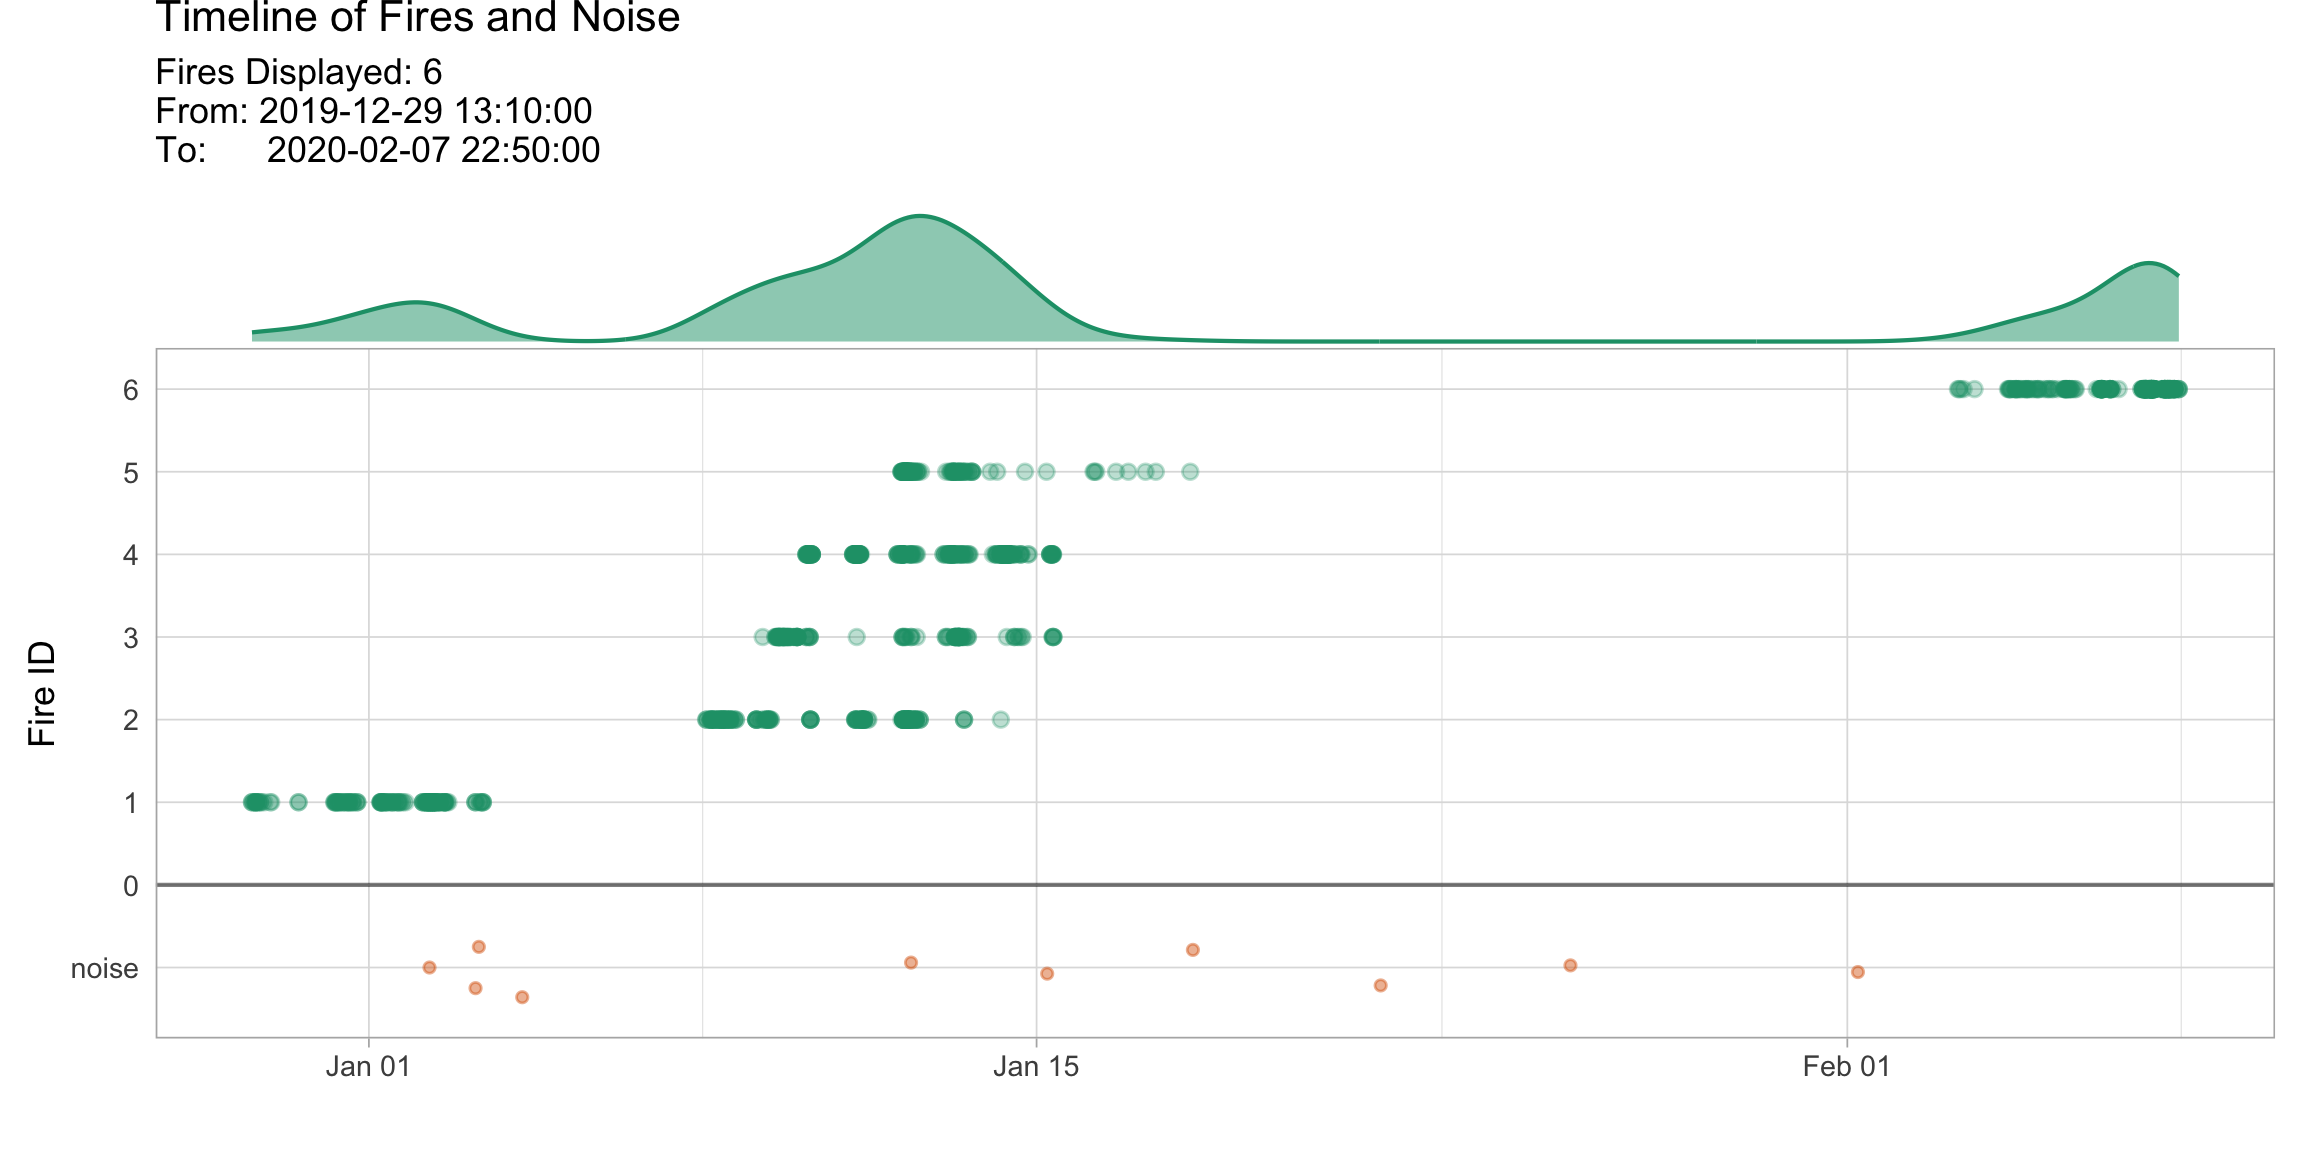 Timeline of Fires and Noise
Fires Displayed: 6
From: 2019-12-29 13:10:00
To: 2020-02-07 22:50:00
6
5
4
3
2
1
0
noise
Fire ID
Jan 01
Jan 15
Feb 01